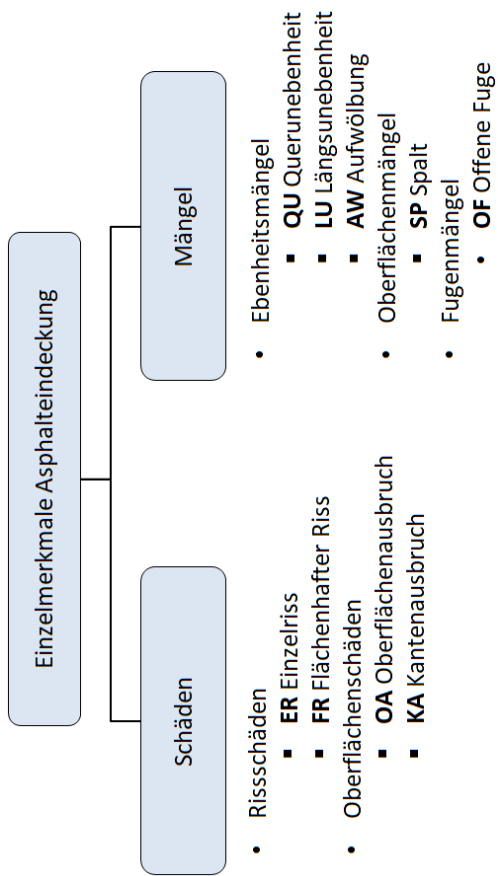 Einzelmerkmale Asphalteindeckung
Schäden
• Rissschäden
▪ ER Einzelriss
▪ FR Flächenhafter Riss
• Oberflächenschäden
▪ OA Oberflächenausbruch
▪ KA Kantenausbruch
Mängel
• Ebenheitsmängel
▪ QU Querunebenheit
▪ LU Längsunebenheit
▪ AW Aufwölbung
• Oberflächenmängel
▪ SP Spalt
• Fugenmängel
• OF Offene Fuge